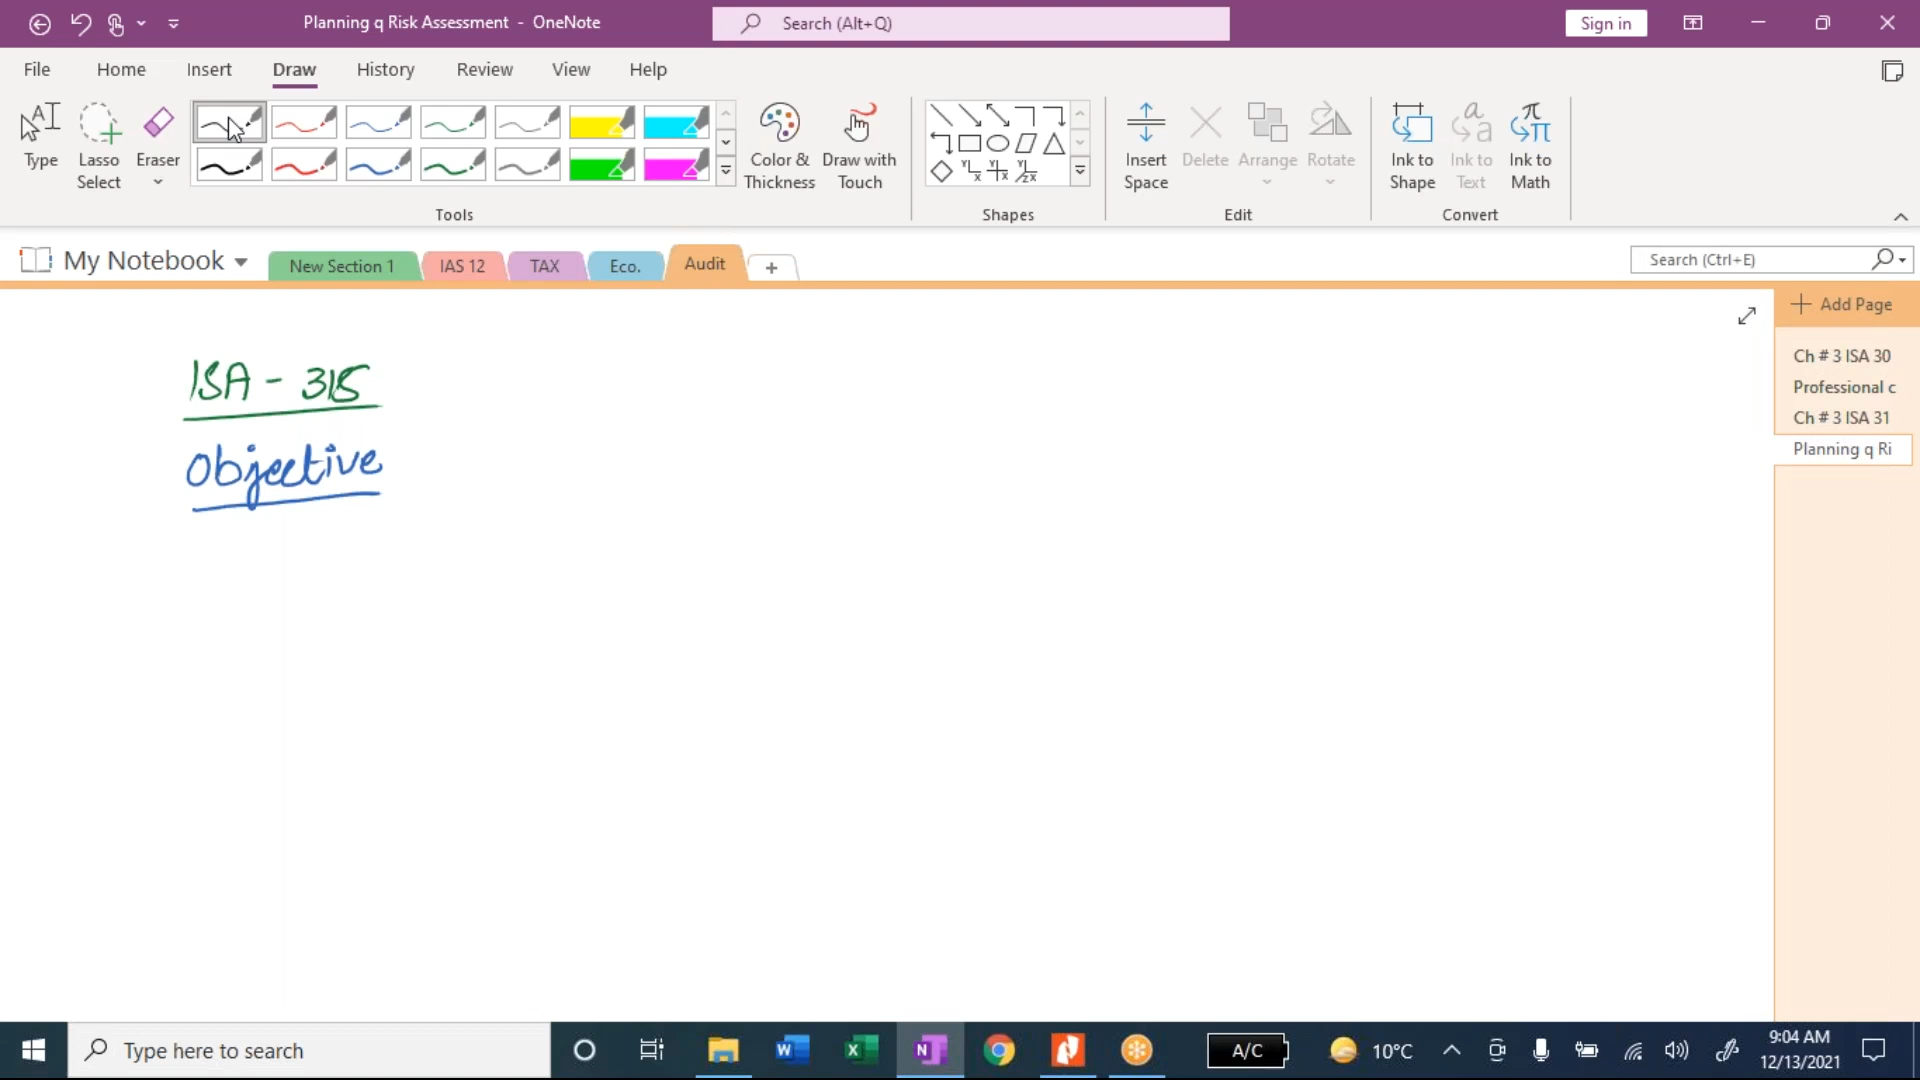 Planning q Risk Assessment - OneNote
Search (Alt+Q)
Sign in
File Home Insert Draw History Review View Help
Type
Lasso Select
Eraser
Color & Thickness
Draw with Touch
Insert Space
Delete
Arrange
Rotate
Ink to Shape
Ink to Text
Ink to Math
Tools Shapes Edit Convert
My Notebook New Section 1 IAS 12 TAX Eco. Audit
Search (Ctrl+E)
Add Page
Ch # 3 ISA 30
Professional c
Ch # 3 ISA 31
Planning q Ri
ISA - 315
Objective
Type here to search
A/C
10°C
9:04 AM
12/13/2021